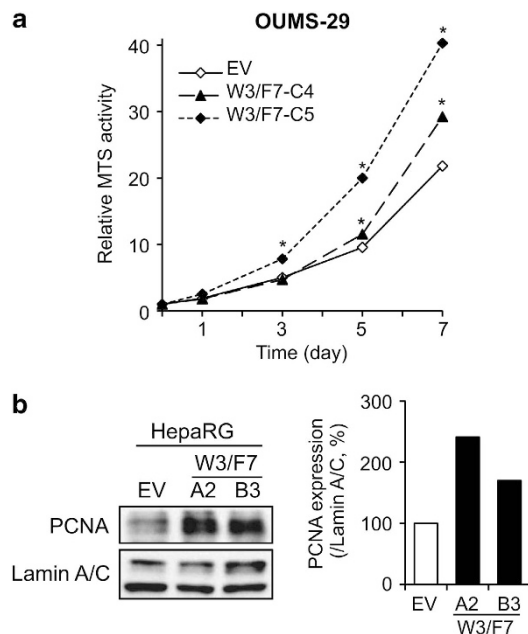 a
OUMS-29
Relative MTS activity
40
30
20
10
0
EV
W3/F7-C4
W3/F7-C5
*
*
*
*
*
1
3
5
7
Time (day)
b
HepaRG
W3/F7
EV A2 B3
PCNA
Lamin A/C
PCNA expression
(/Lamin A/C, %)
300
200
100
0
EV A2 B3
W3/F7